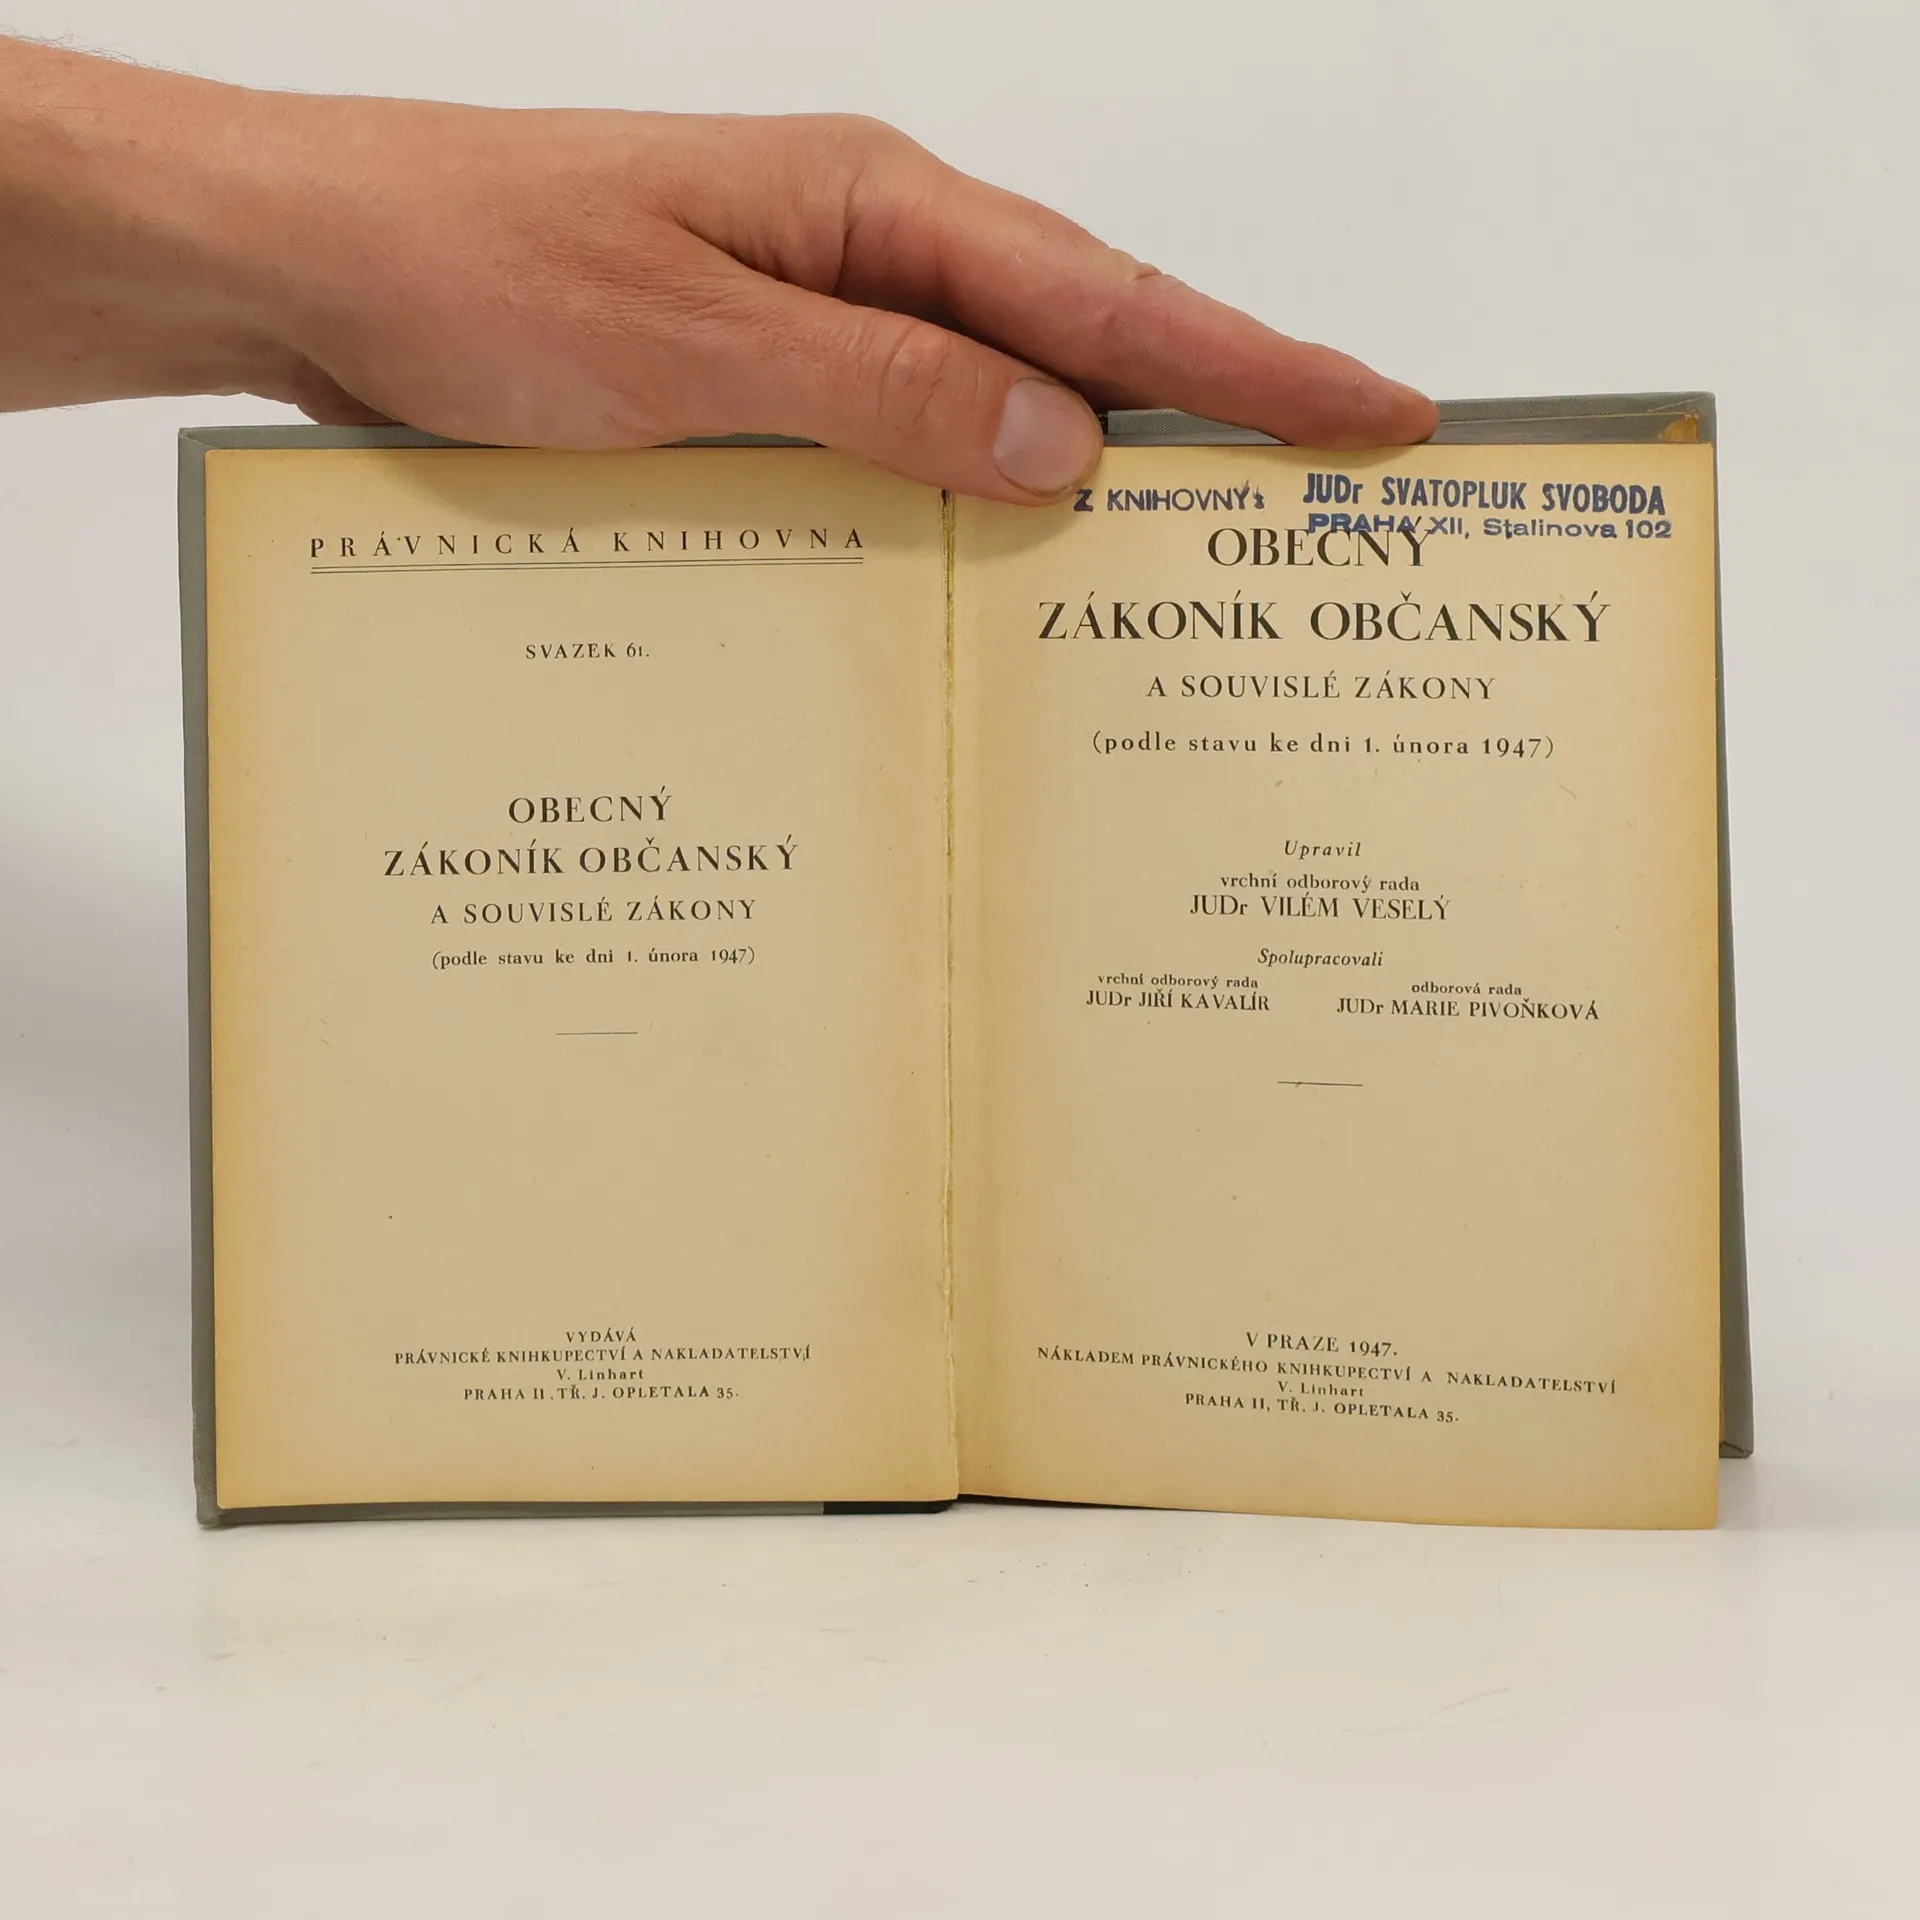 PRÁVNICKÁ KNIHOVNA
SVAZEK 61.
OBECNÝ
ZÁKONÍK OBČANSKÝ
A SOUVISLÉ ZÁKONY
(podle stavu ke dni 1. února 1947)
VYDÁVÁ
PRÁVNICKÉ KNIHKUPECTVÍ A NAKLADATELSTVÍ
V. Linhart
PRAHA II, TŘ. J. OPLETALA 35.
Z KNIHOVNY: JUDr SVATOPLUK SVOBODA
PRAHA XII, Stalinova 102
OBECNÝ
ZÁKONÍK OBČANSKÝ
A SOUVISLÉ ZÁKONY
(podle stavu ke dni 1. února 1947)
Upravil
vrchní odborový rada
JUDr VILÉM VESELÝ
Spolupracovali
vrchní odborový rada odborová rada
JUDr JIŘÍ KAVALÍR JUDr MARIE PIVOŇKOVÁ
V PRAZE 1947.
NÁKLADEM PRÁVNICKÉHO KNIHKUPECTVÍ A NAKLADATELSTVÍ
V. Linhart
PRAHA II, TŘ. J. OPLETALA 35.